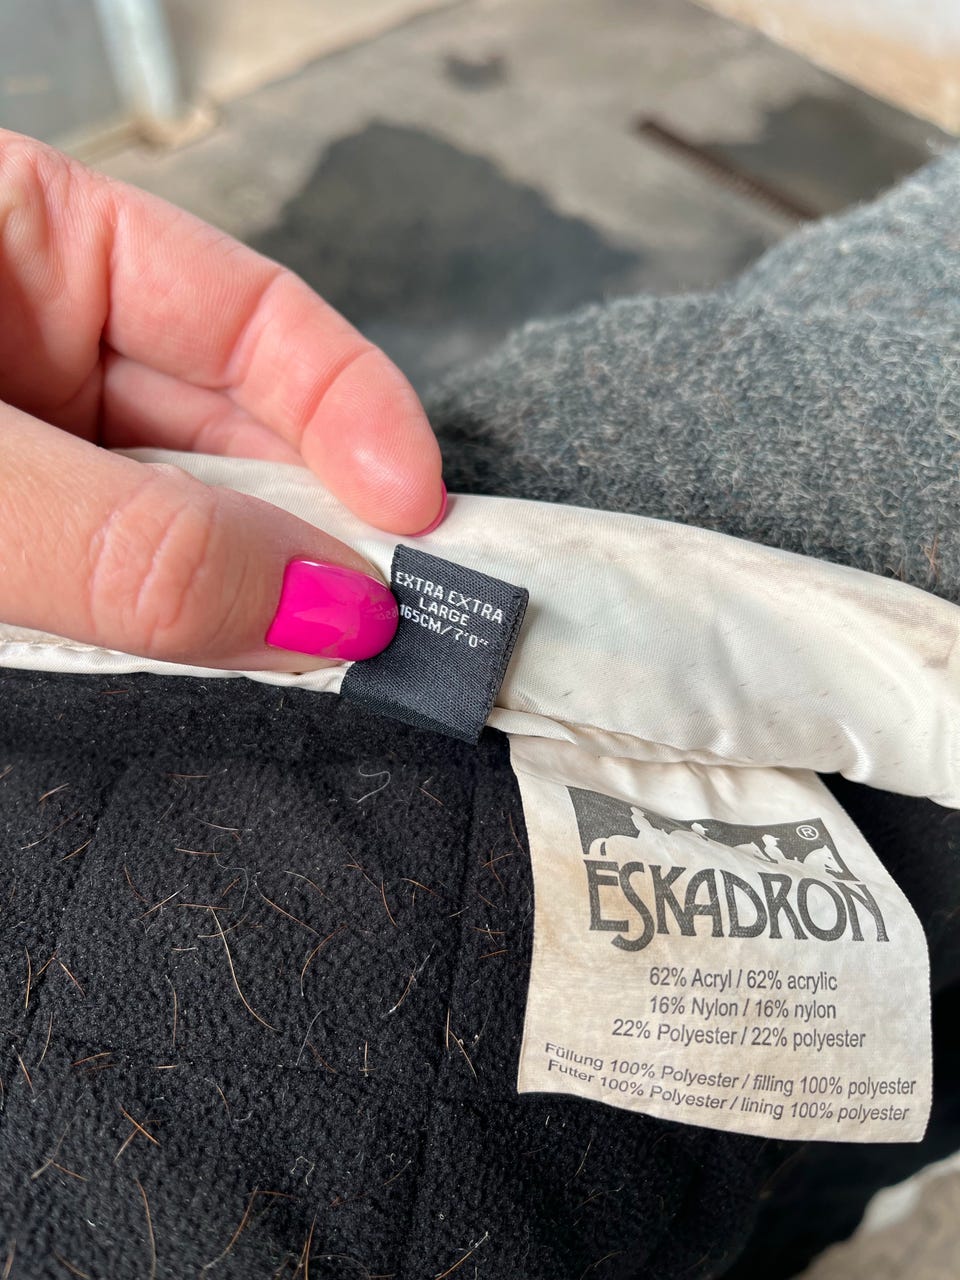 EXTRA EXTRA
LARGE
165CM/7'0"
®
ESKADRON
62% Acryl / 62% acrylic
16% Nylon / 16% nylon
22% Polyester / 22% polyester
Füllung 100% Polyester / filling 100% polyester
Futter 100% Polyester / lining 100% polyester